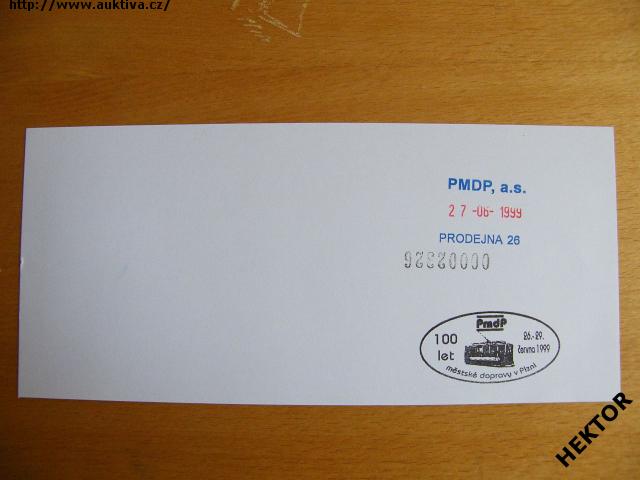 http://www.auktiva.cz/
PMDP, a.s.
27 -06- 1999
PRODEJNA 26
PmdP
100 let
26.-29. června 1999
městské dopravy v Plzni
HEKTOR